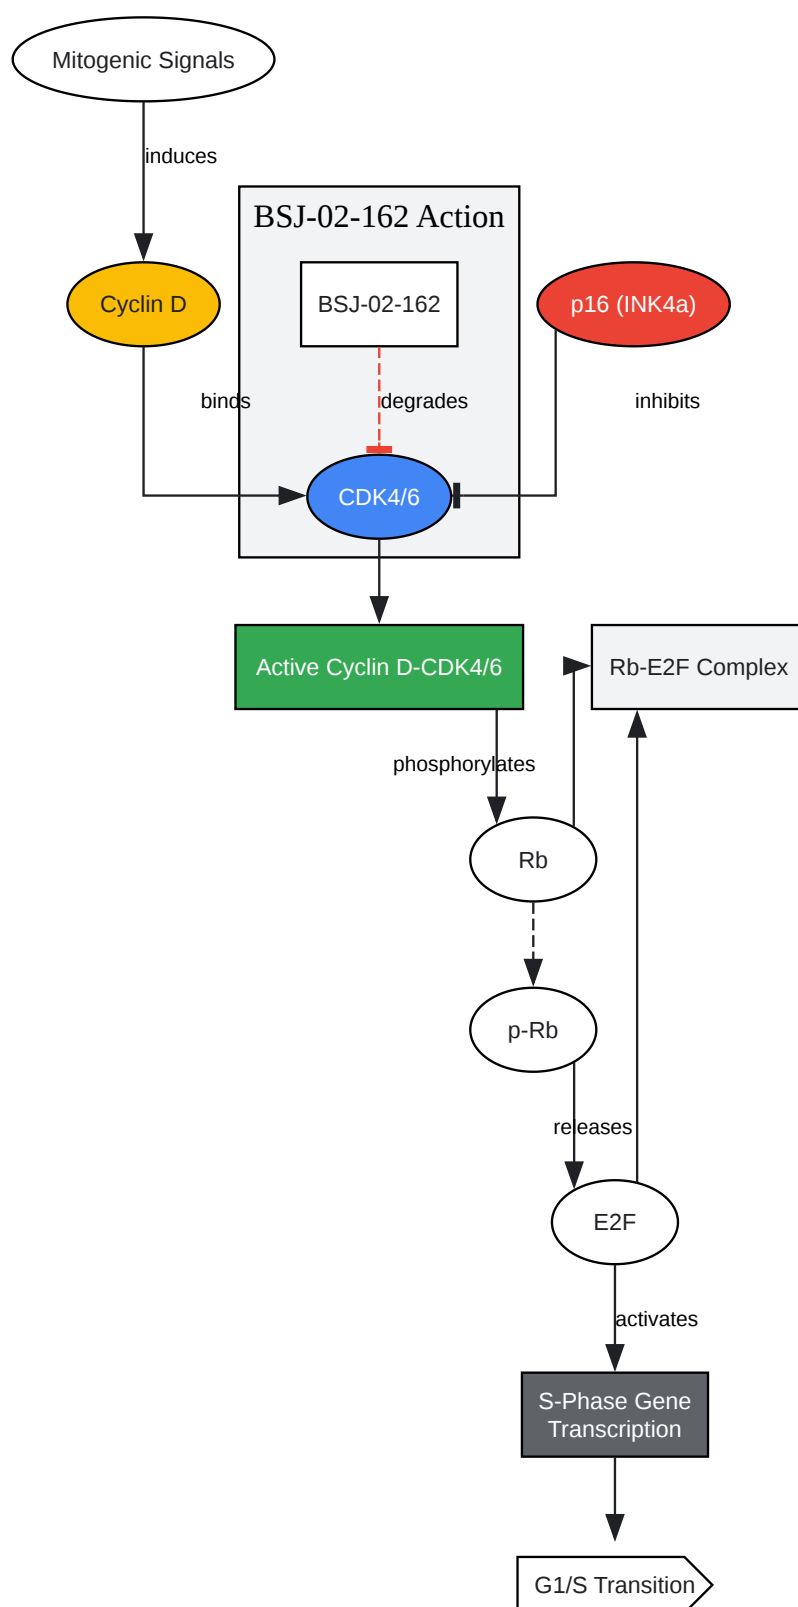 Mitogenic Signals
induces
BSJ-02-162 Action
Cyclin D
BSJ-02-162
p16 (INK4a)
binds
degrades
inhibits
CDK4/6
Active Cyclin D-CDK4/6
Rb-E2F Complex
phosphorylates
Rb
p-Rb
releases
E2F
activates
S-Phase Gene
Transcription
G1/S Transition